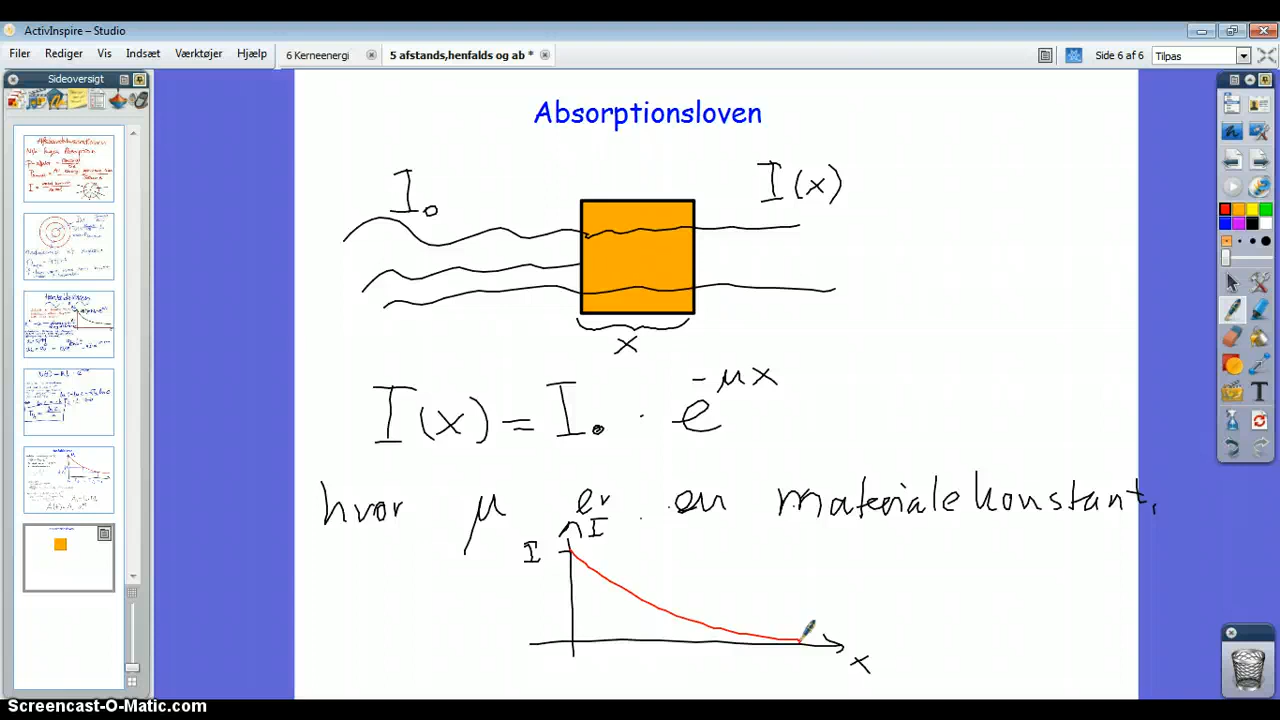 ActivInspire – Studio
Filer Rediger Vis Indsæt Værktøjer Hjælp
6 Kerneenergi
5 afstands,henfalds og ab *
Side 6 af 6
Tilpas
Sideoversigt
Absorptionsloven
I₀
I(x)
x
I(x) = I₀ · e^-μx
hvor μ er en materialekonstant.
I
I
x
Screencast-O-Matic.com